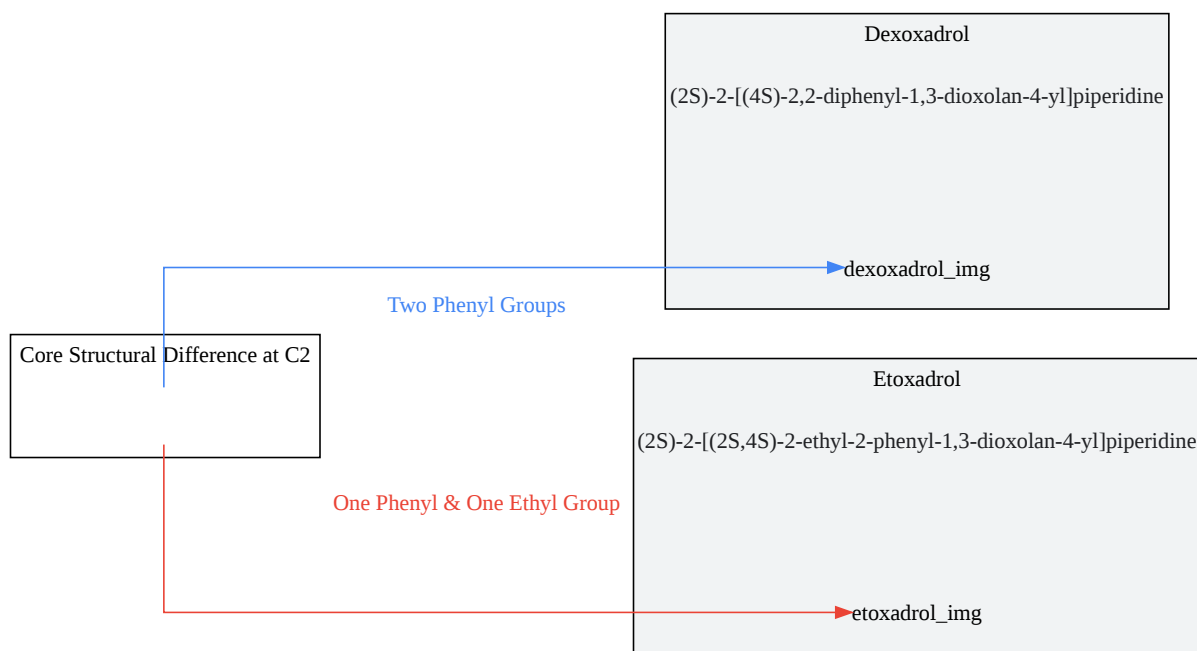 Dexoxadrol
(2S)-2-[(4S)-2,2-diphenyl-1,3-dioxolan-4-yl]piperidine
dexoxadrol_img
Two Phenyl Groups
Core Structural Difference at C2
Etoxadrol
(2S)-2-[(2S,4S)-2-ethyl-2-phenyl-1,3-dioxolan-4-yl]piperidine
One Phenyl & One Ethyl Group
etoxadrol_img